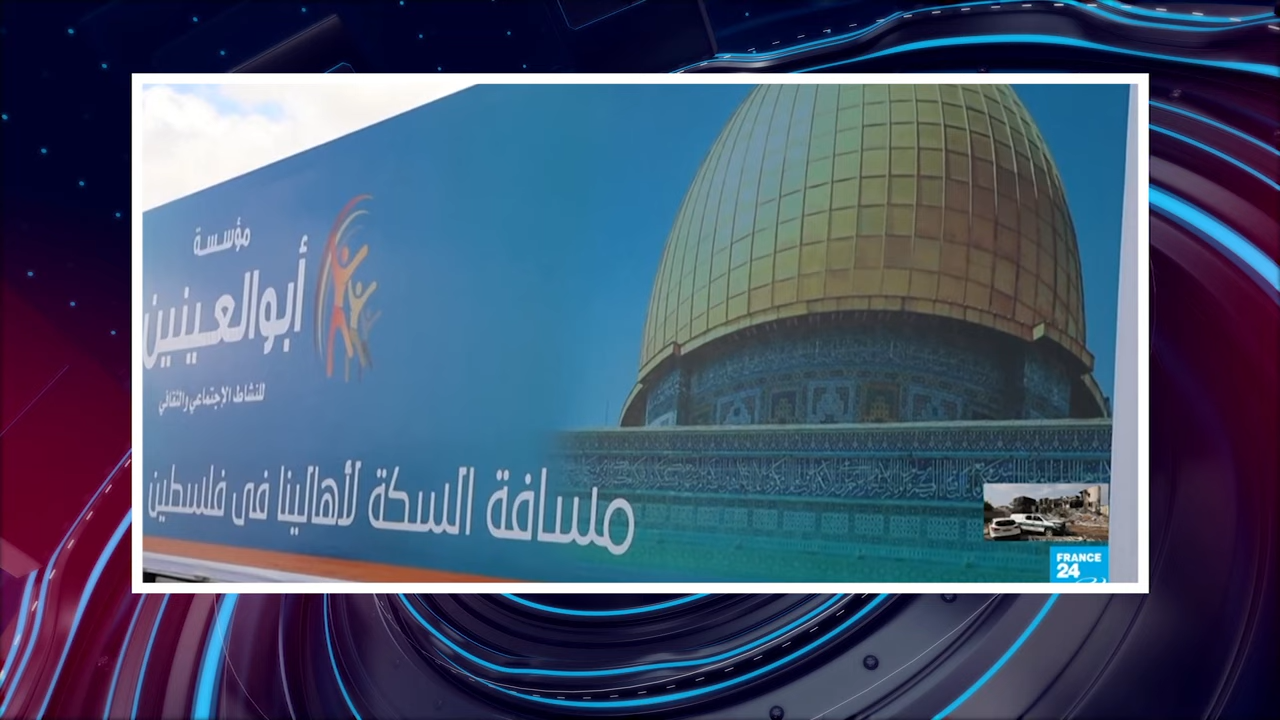 مؤسسة
أبوالعينين
للنشاط الإجتماعي والثقافي
مسافة السكة لأهالينا فى فلسطين
FRANCE
24